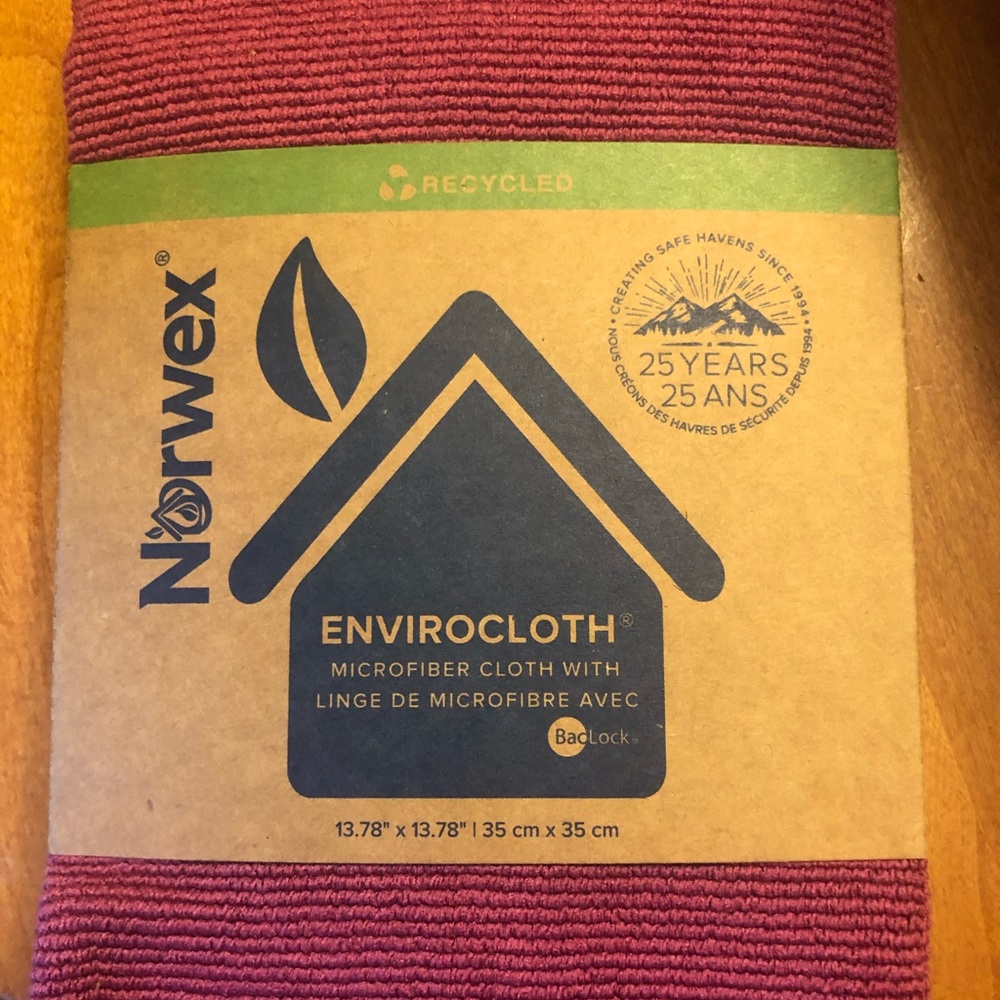 RECYCLED
Norwex®
• CREATING SAFE HAVENS SINCE 1994 •
25 YEARS
25 ANS
NOUS CRÉONS DES HAVRES DE SÉCURITÉ DEPUIS 1994
ENVIROCLOTH®
MICROFIBER CLOTH WITH
LINGE DE MICROFIBRE AVEC
BacLock
13.78" x 13.78" | 35 cm x 35 cm